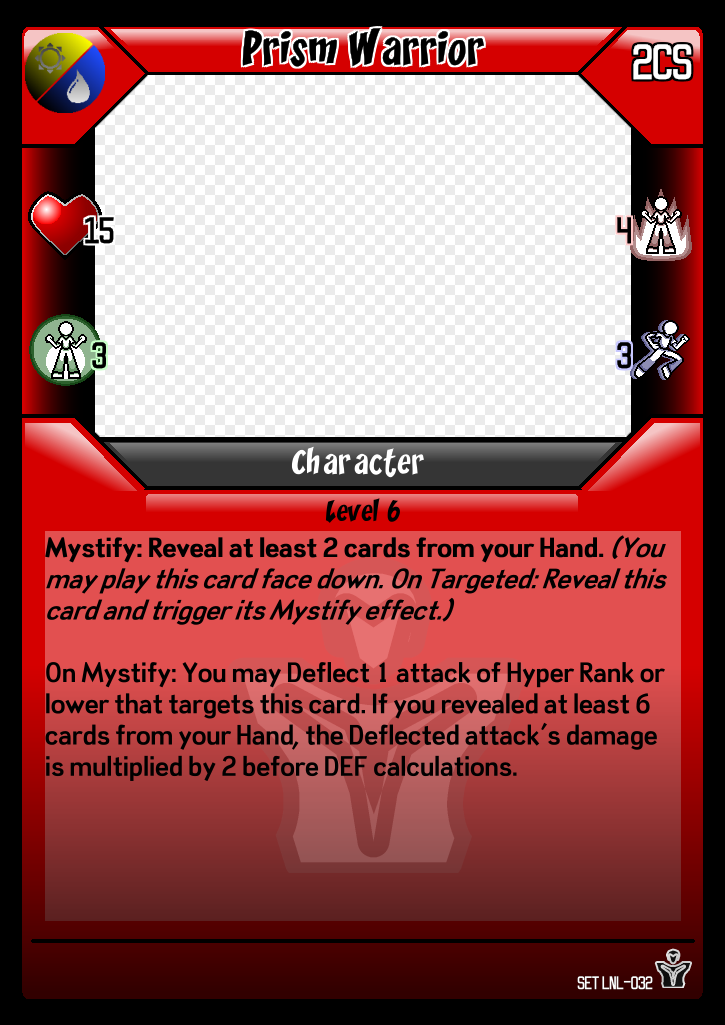 Prism Warrior
2CS
15
4
3
3
Character
Level 6
Mystify: Reveal at least 2 cards from your Hand. (You
may play this card face down. On Targeted: Reveal this
card and trigger its Mystify effect.)
On Mystify: You may Deflect 1 attack of Hyper Rank or
lower that targets this card. If you revealed at least 6
cards from your Hand, the Deflected attack's damage
is multiplied by 2 before DEF calculations.
SET LNL-032